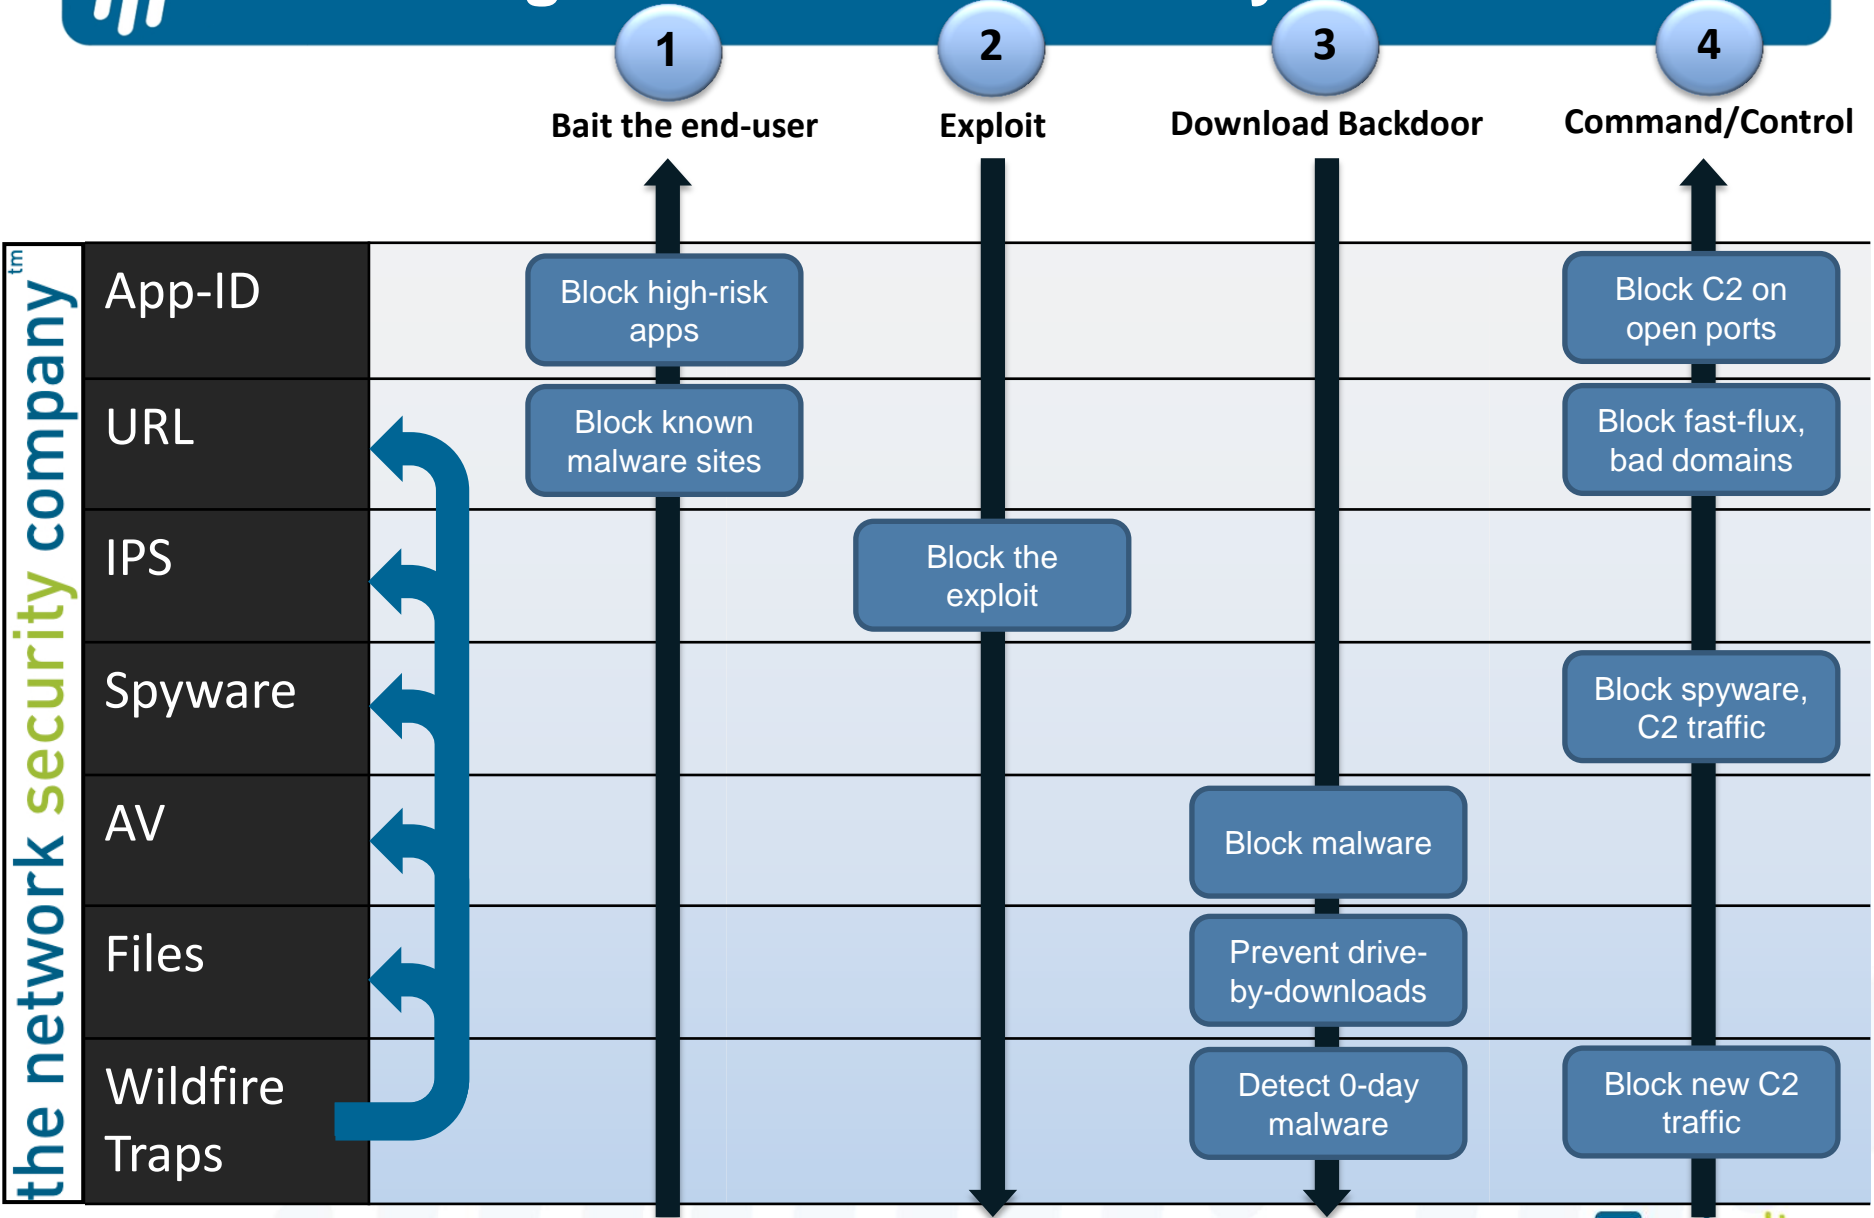 1
2
3
4
Bait the end-user
Exploit
Download Backdoor
Command/Control
the network security company tm
App-ID
Block high-risk
apps
Block C2 on
open ports
URL
Block known
malware sites
Block fast-flux,
bad domains
IPS
Block the
exploit
Spyware
Block spyware,
C2 traffic
AV
Block malware
Files
Prevent drive-
by-downloads
Wildfire
Traps
Detect 0-day
malware
Block new C2
traffic